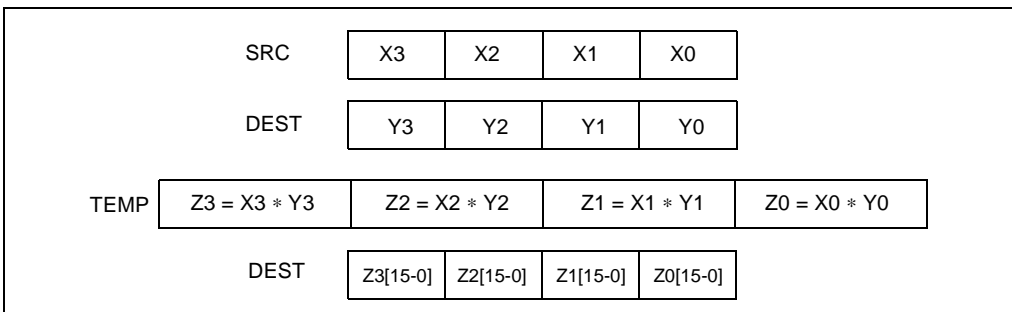 SRC X3 X2 X1 X0
DEST Y3 Y2 Y1 Y0
TEMP Z3 = X3 ∗ Y3 Z2 = X2 ∗ Y2 Z1 = X1 ∗ Y1 Z0 = X0 ∗ Y0
DEST Z3[15-0] Z2[15-0] Z1[15-0] Z0[15-0]